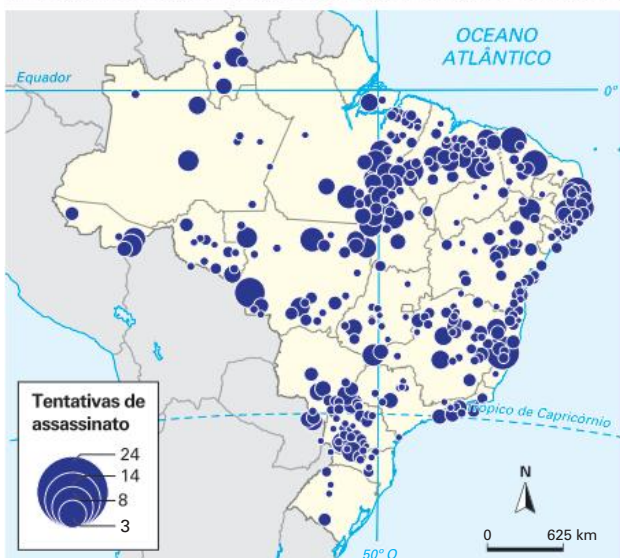 OCEANO
ATLÂNTICO
Equador
0°
Tentativas de
assassinato
24
14
8
3
Trópico de Capricórnio
N
0 625 km
50° O